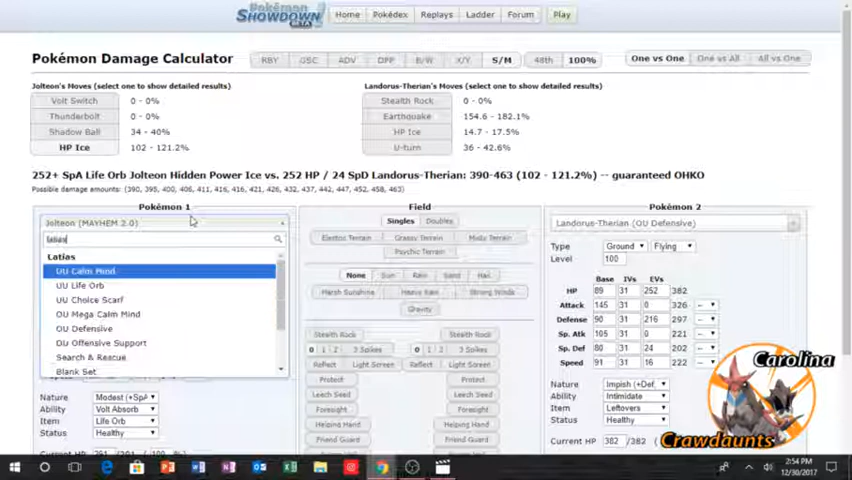 Pokémon SHOWDOWN BETA Home Pokédex Replays Ladder Forum Play
Pokémon Damage Calculator RBY GSC ADV DPP B/W X/Y S/M 48th 100% One vs One One vs All All vs One
Jolteon's Moves (select one to show detailed results) Landorus-Therian's Moves (select one to show detailed results)
Volt Switch 0 - 0% Stealth Rock 0 - 0%
Thunderbolt 0 - 0% Earthquake 154.6 - 182.1%
Shadow Ball 34 - 40% HP Ice 14.7 - 17.5%
HP Ice 102 - 121.2% U-turn 36 - 42.6%
252+ SpA Life Orb Jolteon Hidden Power Ice vs. 252 HP / 24 SpD Landorus-Therian: 390-463 (102 - 121.2%) -- guaranteed OHKO
Possible damage amounts: (390, 395, 400, 406, 411, 416, 416, 421, 426, 432, 437, 442, 447, 452, 458, 463)
Pokémon 1 Field Pokémon 2
Jolteon (MAYHEM 2.0) Singles Doubles Landorus-Therian (OU Defensive)
latias Electric Terrain Grassy Terrain Misty Terrain Type Ground Flying
Latias Psychic Terrain Level 100
UU Calm Mind None Sun Rain Sand Hail Base IVs EVs
UU Life Orb Harsh Sunshine Heavy Rain Strong Winds HP 89 31 252 382
UU Choice Scarf Gravity Attack 145 31 0 326 --
OU Mega Calm Mind Defense 90 31 216 297 --
OU Defensive Stealth Rock Stealth Rock Sp. Atk 105 31 0 221 --
OU Offensive Support 0 1 2 3 Spikes 0 1 2 3 Spikes Sp. Def 80 31 24 202 --
Search & Rescue Reflect Light Screen Reflect Light Screen Speed 91 31 16 222 --
Blank Set Protect Protect
Nature Modest (+SpA Leech Seed Leech Seed Nature Impish (+Def,
Ability Volt Absorb Foresight Foresight Ability Intimidate
Item Life Orb Helping Hand Helping Hand Item Leftovers
Status Healthy Friend Guard Friend Guard Status Healthy
Current HP 382 /382
Carolina
Crawdaunts
2:54 PM
12/30/2017